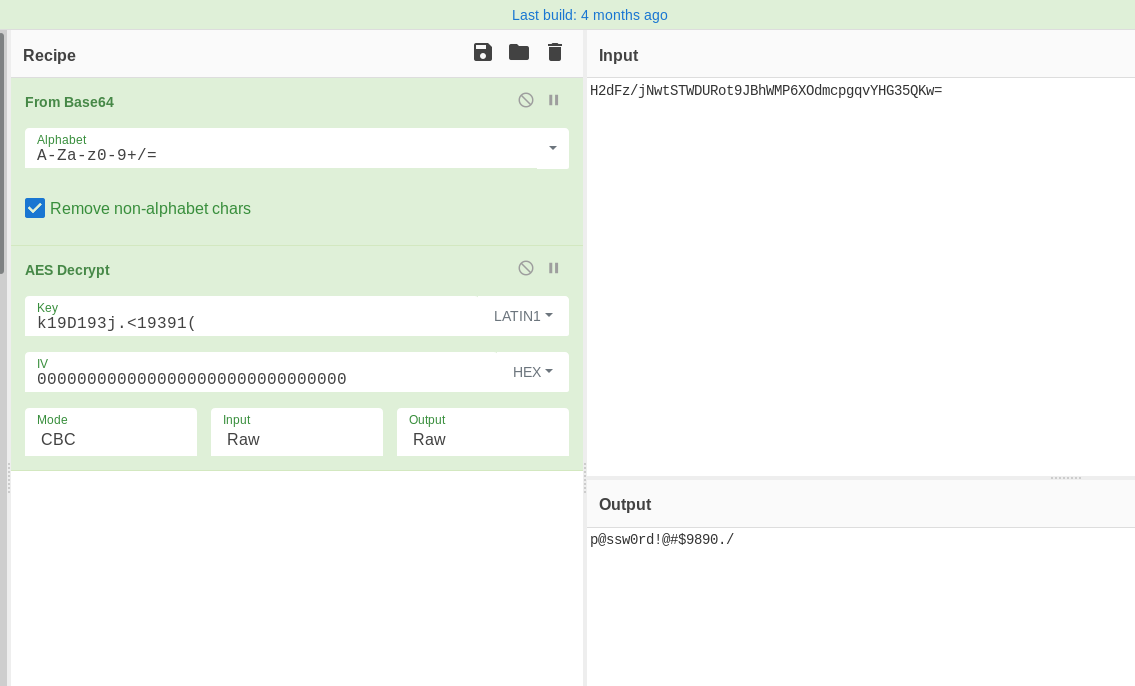 Last build: 4 months ago
Recipe
From Base64
Alphabet
A-Za-z0-9+/=
Remove non-alphabet chars
AES Decrypt
Key
k19D193j.<19391(
LATIN1
IV
00000000000000000000000000000000
HEX
Mode
CBC
Input
Raw
Output
Raw
Input
H2dFz/jNwtSTWDURot9JBhWMP6XOdmcpgqvYHG35QKw=
Output
p@ssw0rd!@#$9890./